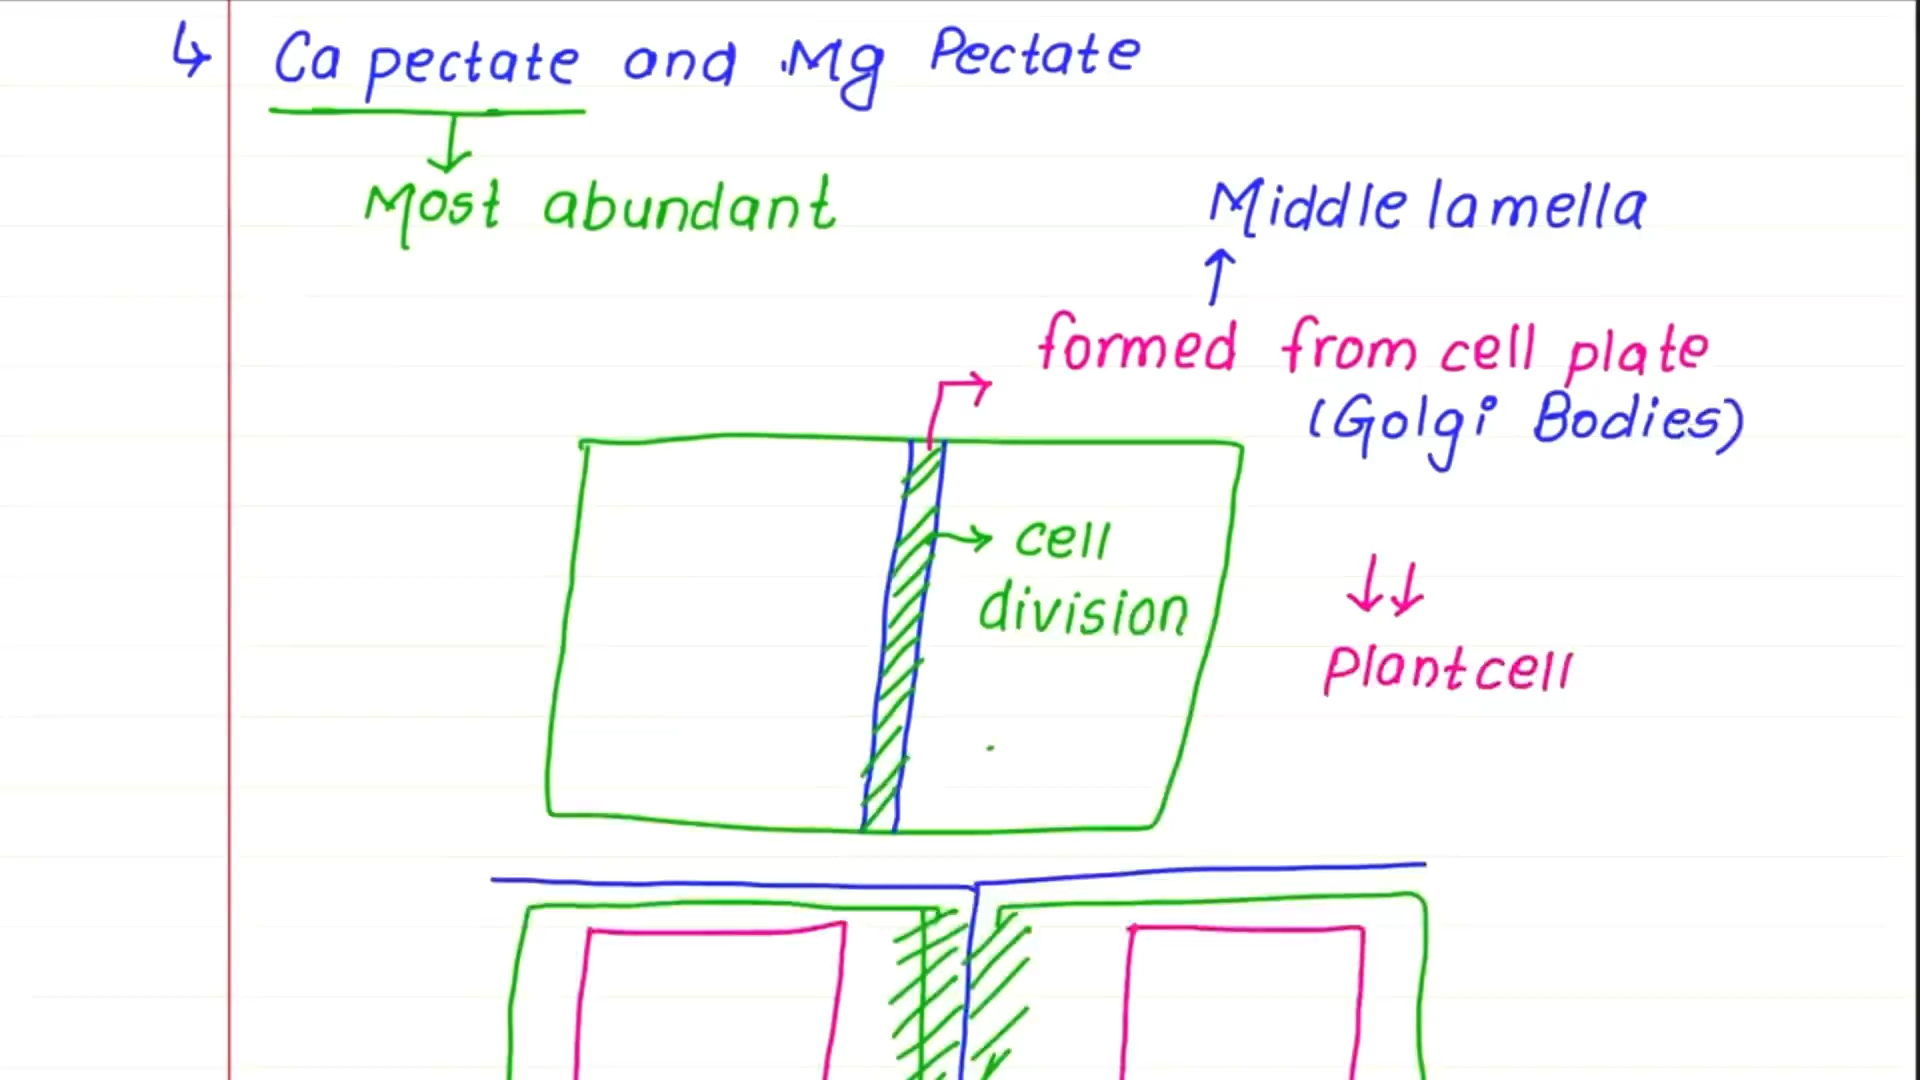 ↳ Ca pectate and Mg Pectate
Most abundant
Middle lamella
formed from cell plate
(Golgi Bodies)
cell
division
Plant cell